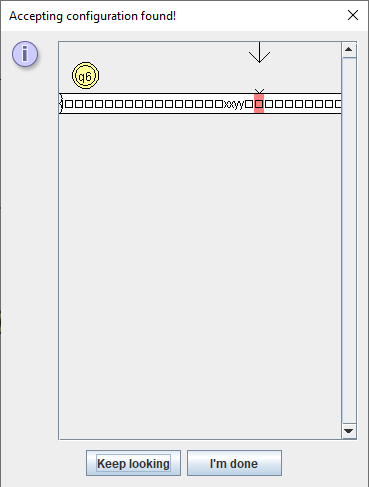 Accepting configuration found!
q6
□□□□□□□□□□□□□□□□xxyy□□□□□□□□□□
Keep looking
I'm done